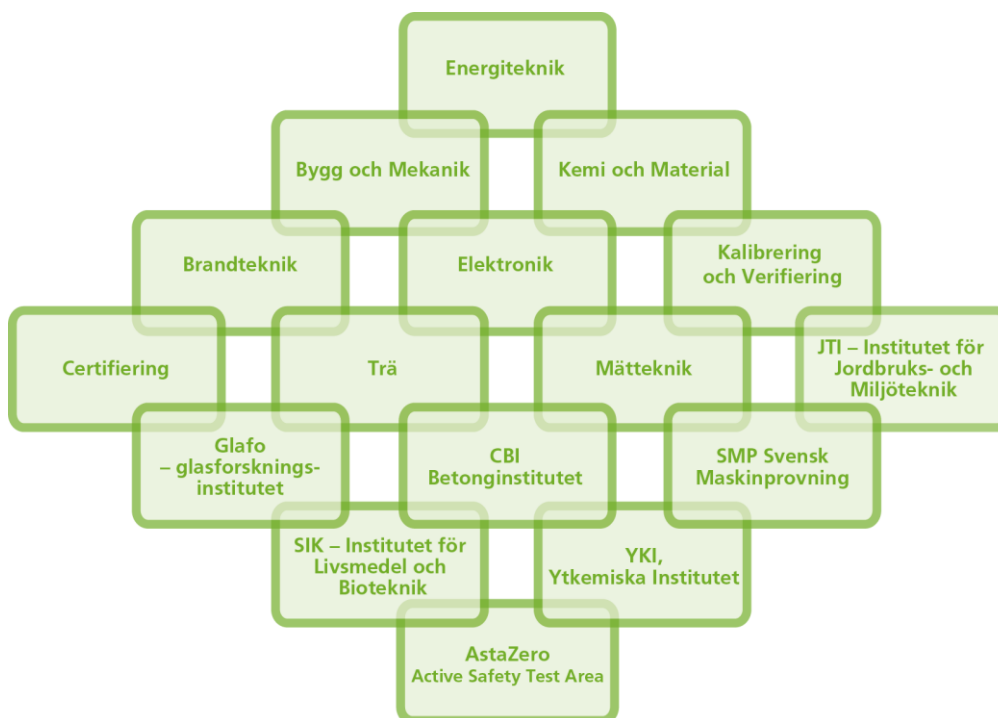 Energiteknik
Bygg och Mekanik
Kemi och Material
Brandteknik
Elektronik
Kalibrering
och Verifiering
Certifiering
Trä
Mätteknik
JTI – Institutet för
Jordbruks- och
Miljöteknik
Glafo
– glasforsknings-
institutet
CBI
Betonginstitutet
SMP Svensk
Maskinprovning
SIK – Institutet för
Livsmedel och
Bioteknik
YKI,
Ytkemiska Institutet
AstaZero
Active Safety Test Area